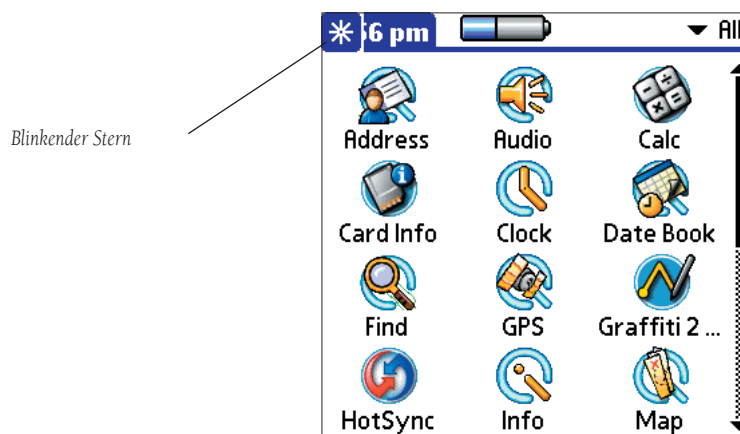 6 pm All
Blinkender Stern
Address Audio Calc
Card Info Clock Date Book
Find GPS Graffiti 2 ...
HotSync Info Map